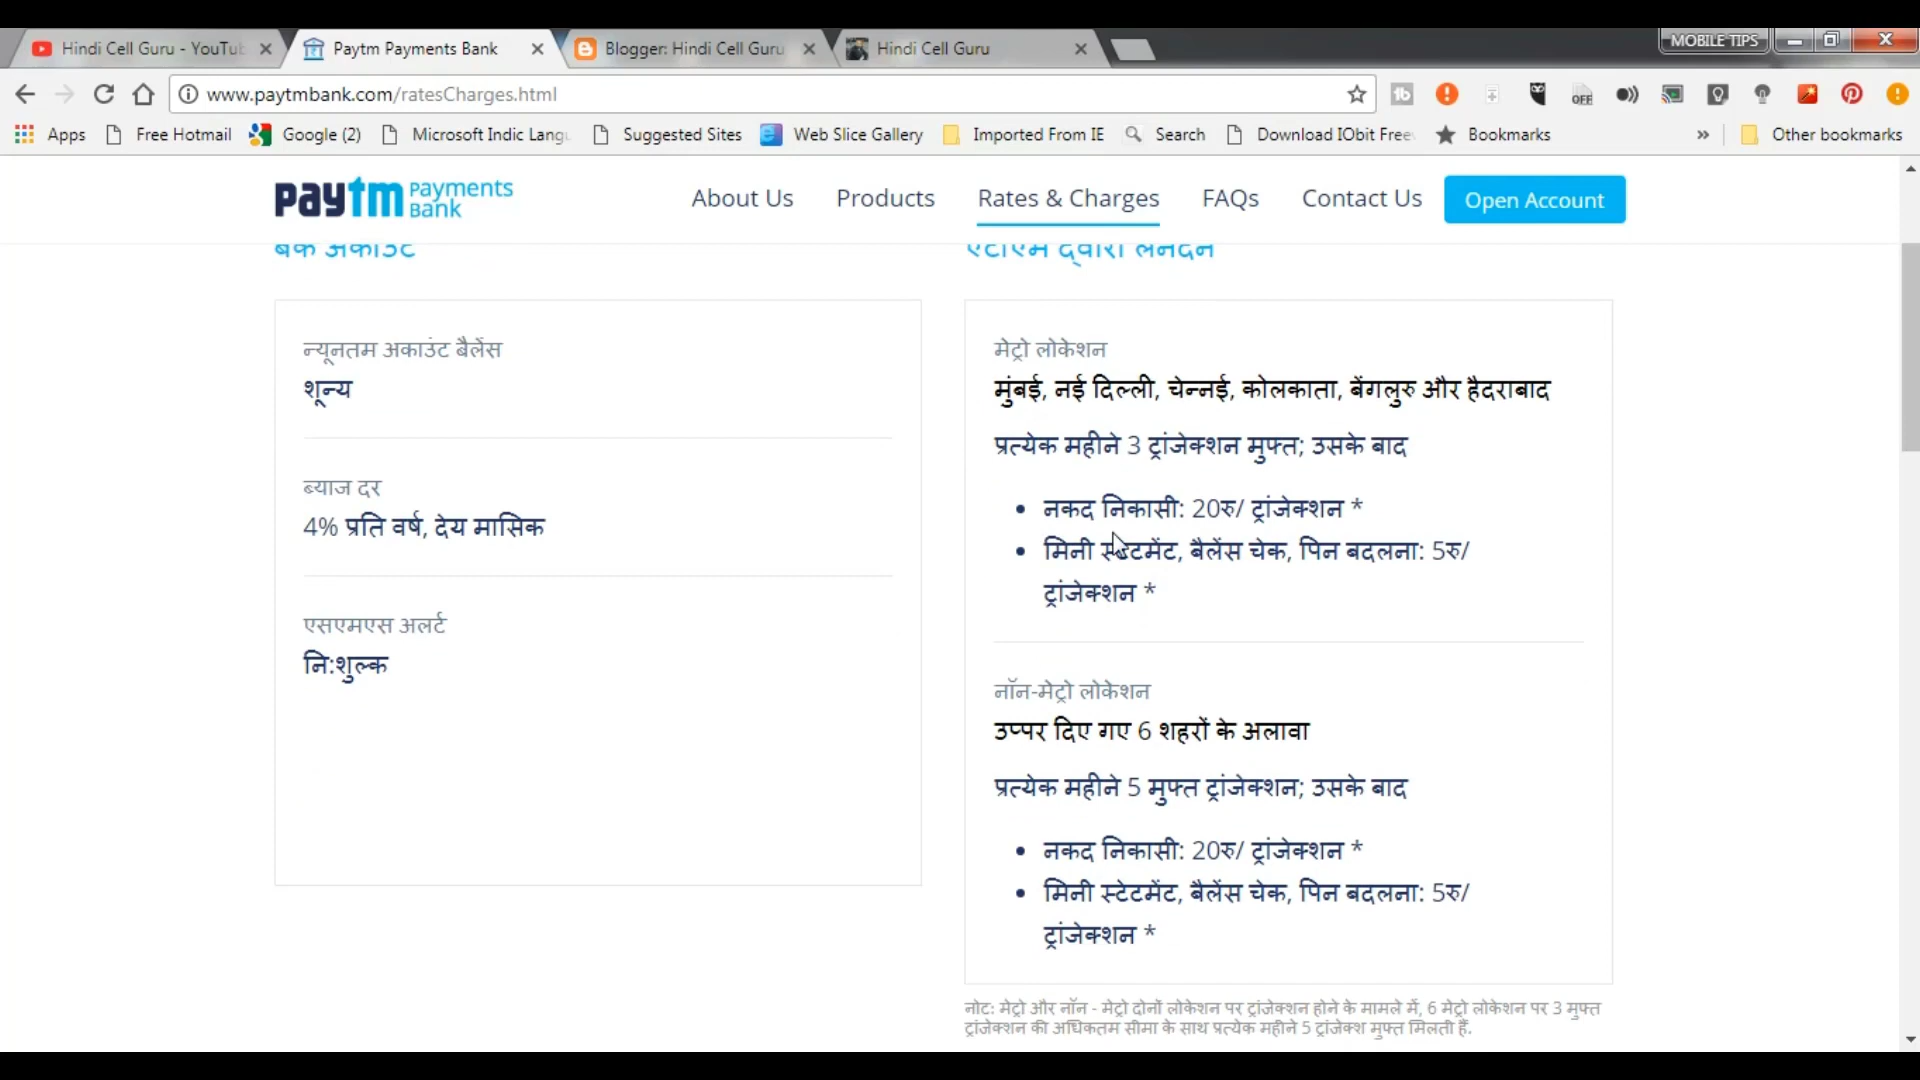 Hindi Cell Guru - YouTub
Paytm Payments Bank
Blogger: Hindi Cell Guru
Hindi Cell Guru
MOBILE TIPS
www.paytmbank.com/ratesCharges.html
OFF
Apps
Free Hotmail
Google (2)
Microsoft Indic Langu
Suggested Sites
Web Slice Gallery
Imported From IE
Search
Download IObit Free
Bookmarks
»
Other bookmarks
paytm Payments Bank
About Us
Products
Rates & Charges
FAQs
Contact Us
Open Account
बैंक अकाउंट
न्यूनतम अकाउंट बैलेंस
शून्य
ब्याज दर
4% प्रति वर्ष, देय मासिक
एसएमएस अलर्ट
नि:शुल्क
एटीएम द्वारा लेनदेन
मेट्रो लोकेशन
मुंबई, नई दिल्ली, चेन्नई, कोलकाता, बेंगलुरु और हैदराबाद
प्रत्येक महीने 3 ट्रांजेक्शन मुफ्त; उसके बाद
• नकद निकासी: 20रु/ ट्रांजेक्शन *
• मिनी स्टेटमेंट, बैलेंस चेक, पिन बदलना: 5रु/
ट्रांजेक्शन *
नॉन-मेट्रो लोकेशन
उप्पर दिए गए 6 शहरों के अलावा
प्रत्येक महीने 5 मुफ्त ट्रांजेक्शन; उसके बाद
• नकद निकासी: 20रु/ ट्रांजेक्शन *
• मिनी स्टेटमेंट, बैलेंस चेक, पिन बदलना: 5रु/
ट्रांजेक्शन *
नोट: मेट्रो और नॉन - मेट्रो दोनों लोकेशन पर ट्रांजेक्शन होने के मामले में, 6 मेट्रो लोकेशन पर 3 मुफ्त
ट्रांजेक्शन की अधिकतम सीमा के साथ प्रत्येक महीने 5 ट्रांजेक्श मुफ्त मिलती हैं.